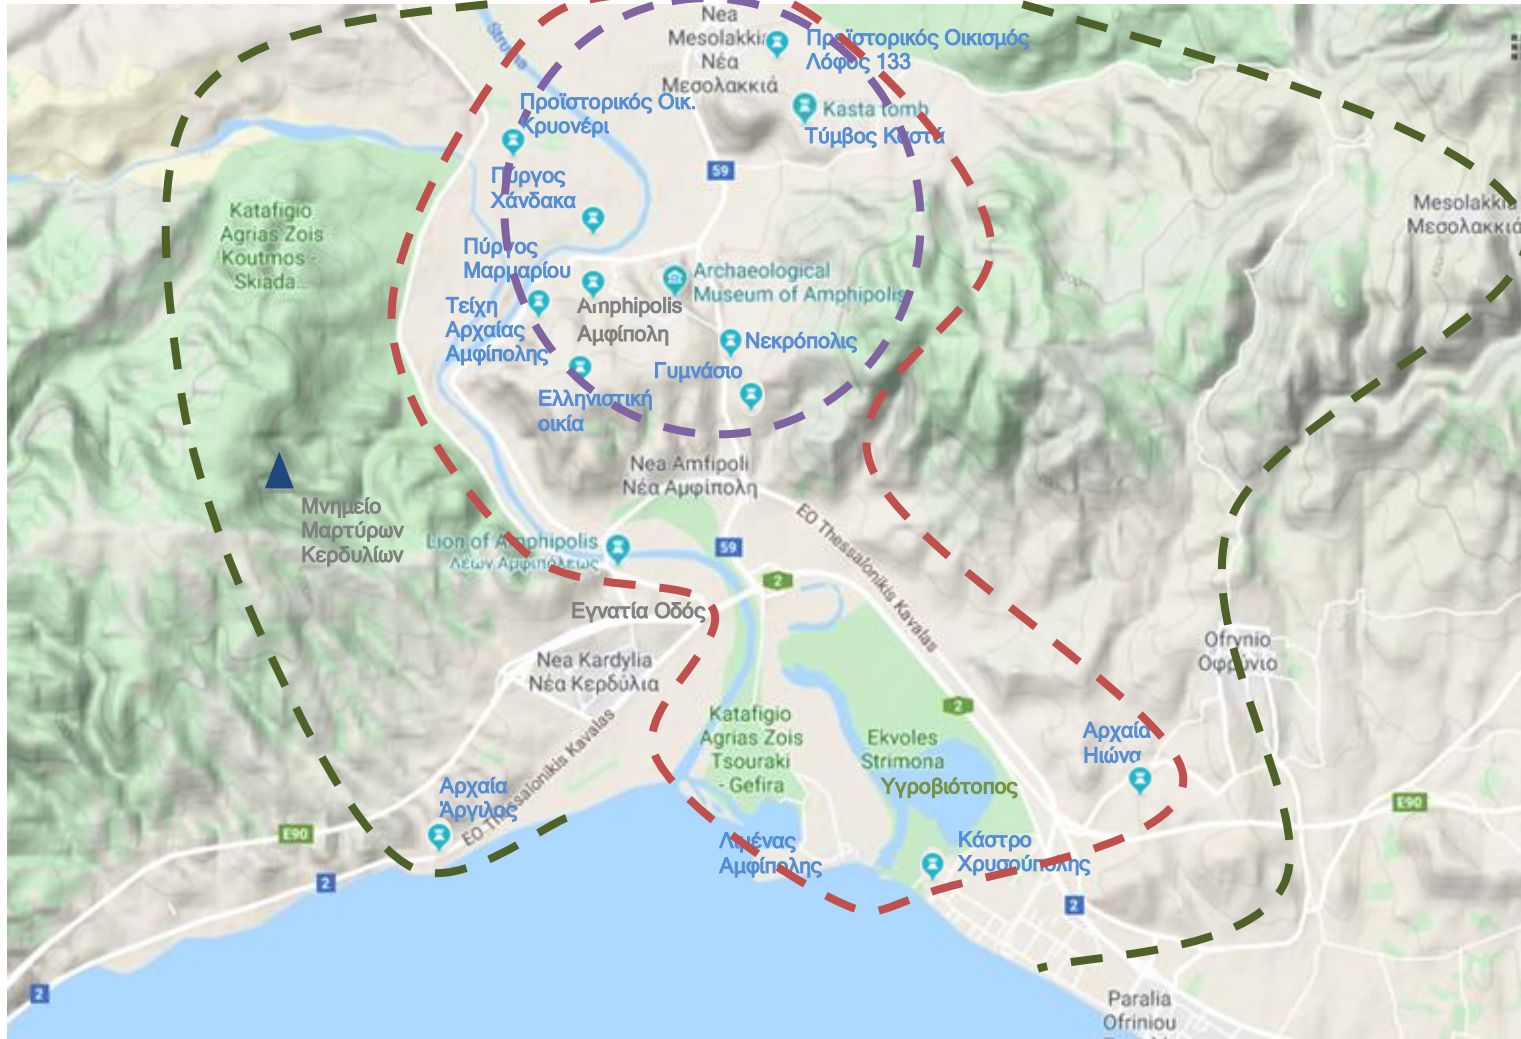 Struma
Nea
Mesolakkia
Νέα
Μεσολακκιά
Προϊστορικός Οικισμός
Λόφος 133
Kasta tomb
Τύμβος Καστά
Προϊστορικός Οικ.
Κρυονέρι
59
Πύργος
Χάνδακα
Mesolakkia
Μεσολακκιά
Katafigio
Agrias Zois
Koutmos -
Skiada...
Πύργος
Μαρμαρίου
Archaeological
Museum of Amphipolis
Τείχη
Αρχαίας
Αμφίπολης
Amphipolis
Αμφίπολη
Νεκρόπολις
Γυμνάσιο
Ελληνιστική
οικία
Nea Amfipoli
Νέα Αμφίπολη
Μνημείο
Μαρτύρων
Κερδυλίων
Lion of Amphipolis
Λέων Αμφιπόλεως
59
EO Thessalonikis Kavalas
2
Εγνατία Οδός
Nea Kardylia
Νέα Κερδύλια
Ofrynio
Οφρύνιο
Katafigio
Agrias Zois
Tsouraki
- Gefira
2
Ekvoles
Strimona
Υγροβιότοπος
Αρχαία
Ηιώνα
Αρχαία
Άργιλος
EO Thessalonikis Kavalas
E90
E90
Λιμένας
Αμφίπολης
Κάστρο
Χρυσούπολης
2
2
2
Paralia
Ofriniou